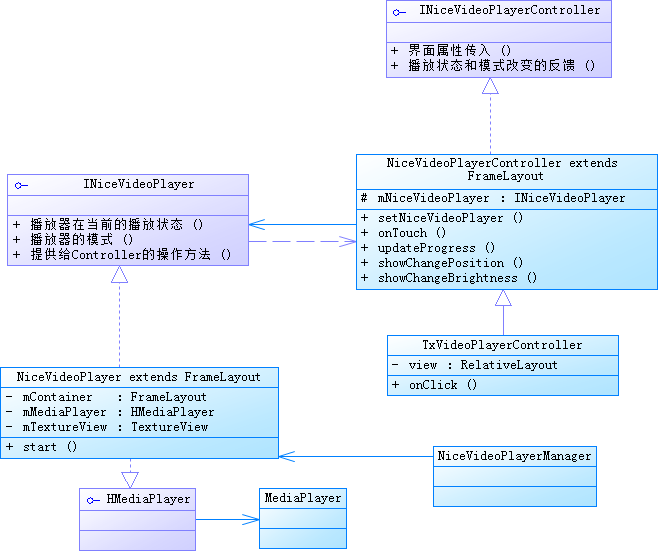 INiceVideoPlayerController
+ 界面属性传入 ()
+ 播放状态和模式改变的反馈 ()
NiceVideoPlayerController extends
FrameLayout
# mNiceVideoPlayer : INiceVideoPlayer
+ setNiceVideoPlayer ()
+ onTouch ()
+ updateProgress ()
+ showChangePosition ()
+ showChangeBrightness ()
INiceVideoPlayer
+ 播放器在当前的播放状态 ()
+ 播放器的模式 ()
+ 提供给Controller的操作方法 ()
TxVideoPlayerController
- view : RelativeLayout
+ onClick ()
NiceVideoPlayer extends FrameLayout
- mContainer : FrameLayout
- mMediaPlayer : HMediaPlayer
- mTextureView : TextureView
+ start ()
NiceVideoPlayerManager
HMediaPlayer
MediaPlayer